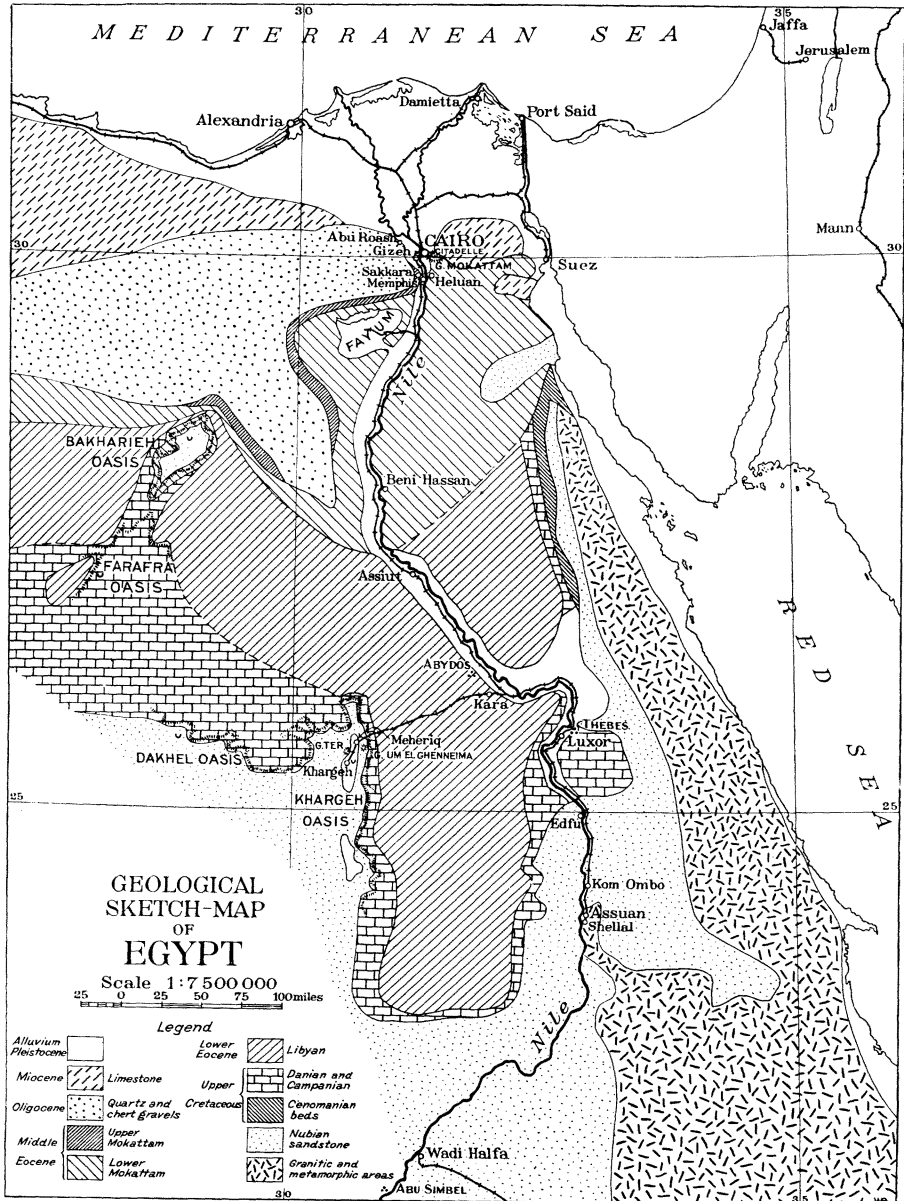 30
35
MEDITERRANEAN SEA
Jaffa
Jerusalem
Damietta
Port Said
Alexandria
Mann
30
Abu Roash
CAIRO
30
Gizeh
CITADELLE
G. MOKATTAM
Suez
Sakkara
Memphis
Heluan
FAYUM
Nile
BAKHARIEH
OASIS
Beni Hassan
FARAFRA
OASIS
Assiut
RED SEA
ABYDOS
Kara
THEBES
Luxor
Meheriq
G.TER
UM EL GHENNEIMA
DAKHEL OASIS
Khargeh
KHARGEH
OASIS
25
25
Edfu
Kom Ombo
Assuan
Shellal
GEOLOGICAL
SKETCH-MAP
OF
EGYPT
Scale 1:7 500 000
25 0 25 50 75 100 miles
Nile
Legend
Alluvium
Pleistocene
Miocene Limestone
Oligocene Quartz and
chert gravels
Middle
Eocene
Upper
Mokattam
Lower
Mokattam
Lower
Eocene
Libyan
Upper
Cretaceous
Danian and
Campanian
Cenomanian
beds
Nubian
sandstone
Granitic and
metamorphic areas
Wadi Halfa
ABU SIMBEL
30
35